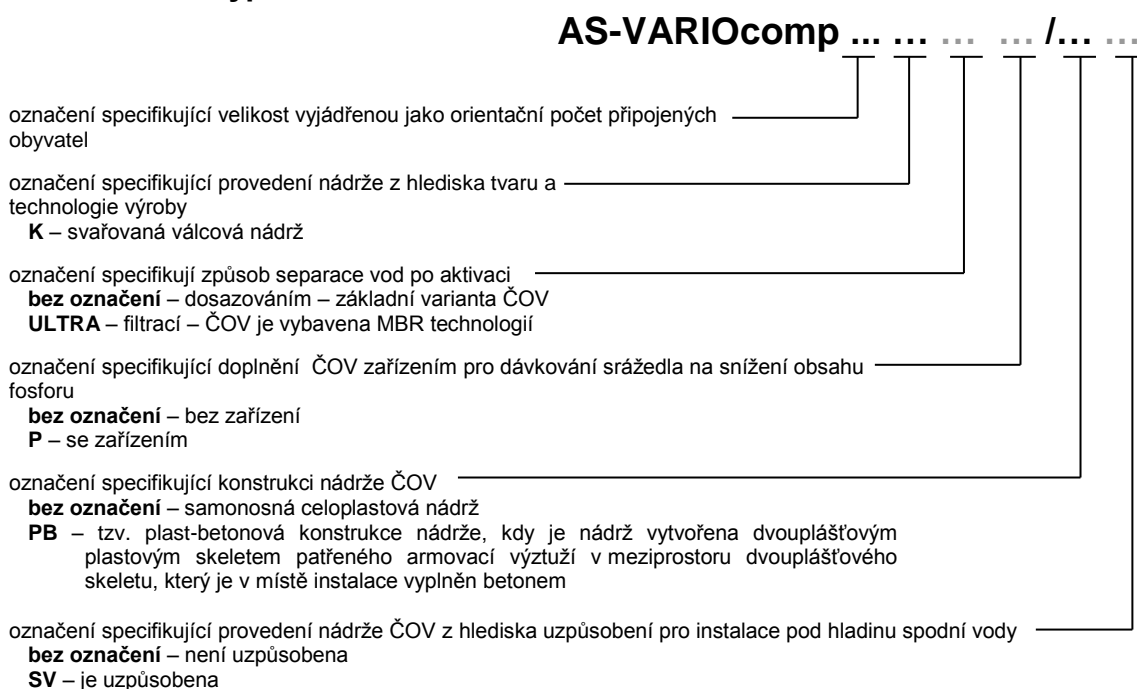 AS-VARIOcomp ... ... ... ... /... ...
označení specifikující velikost vyjádřenou jako orientační počet připojených
obyvatel
označení specifikující provedení nádrže z hlediska tvaru a
technologie výroby
K – svařovaná válcová nádrž
označení specifikují způsob separace vod po aktivaci
bez označení – dosazováním – základní varianta ČOV
ULTRA – filtrací – ČOV je vybavena MBR technologií
označení specifikující doplnění ČOV zařízením pro dávkování srážedla na snížení obsahu
fosforu
bez označení – bez zařízení
P – se zařízením
označení specifikující konstrukci nádrže ČOV
bez označení – samonosná celoplastová nádrž
PB – tzv. plast-betonová konstrukce nádrže, kdy je nádrž vytvořena dvouplášťovým
plastovým skeletem patřeného armovací výztuží v meziprostoru dvouplášťového
skeletu, který je v místě instalace vyplněn betonem
označení specifikující provedení nádrže ČOV z hlediska uzpůsobení pro instalace pod hladinu spodní vody
bez označení – není uzpůsobena
SV – je uzpůsobena